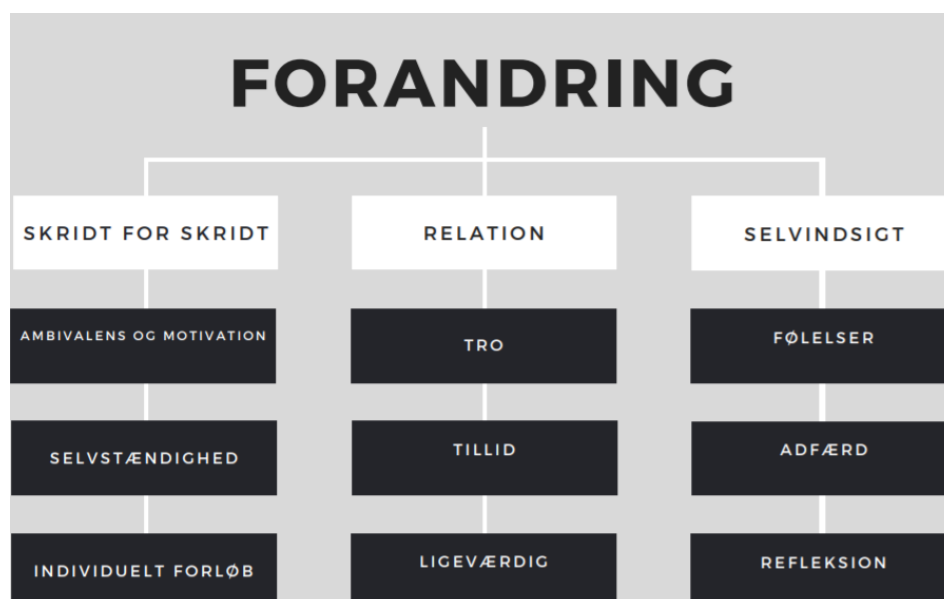 FORANDRING
SKRIDT FOR SKRIDT
RELATION
SELVINDSIGT
AMBIVALENS OG MOTIVATION
TRO
FØLELSER
SELVSTÆNDIGHED
TILLID
ADFÆRD
INDIVIDUELT FORLØB
LIGEVÆRDIG
REFLEKSION